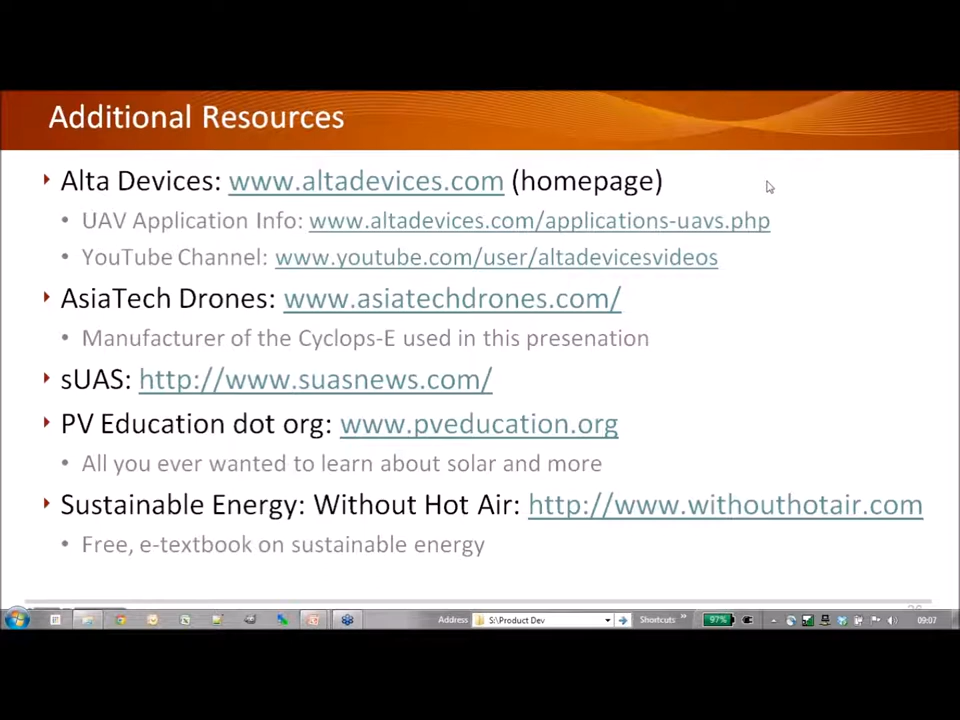 Additional Resources
Alta Devices: www.altadevices.com (homepage)
• UAV Application Info: www.altadevices.com/applications-uavs.php
• YouTube Channel: www.youtube.com/user/altadevicesvideos
AsiaTech Drones: www.asiatechdrones.com/
• Manufacturer of the Cyclops-E used in this presenation
sUAS: http://www.suasnews.com/
PV Education dot org: www.pveducation.org
• All you ever wanted to learn about solar and more
Sustainable Energy: Without Hot Air: http://www.withouthotair.com
• Free, e-textbook on sustainable energy
Address S:\Product Dev Shortcuts » 97% 09:07